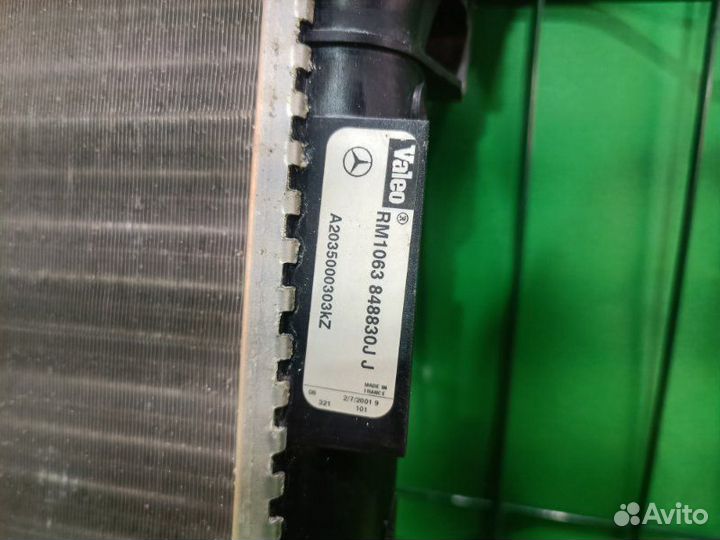 Valeo ®
RM1063 848830J J
A2035000303KZ
MADE IN
FRANCE
08 2/7/2001 9
321 101
Avito